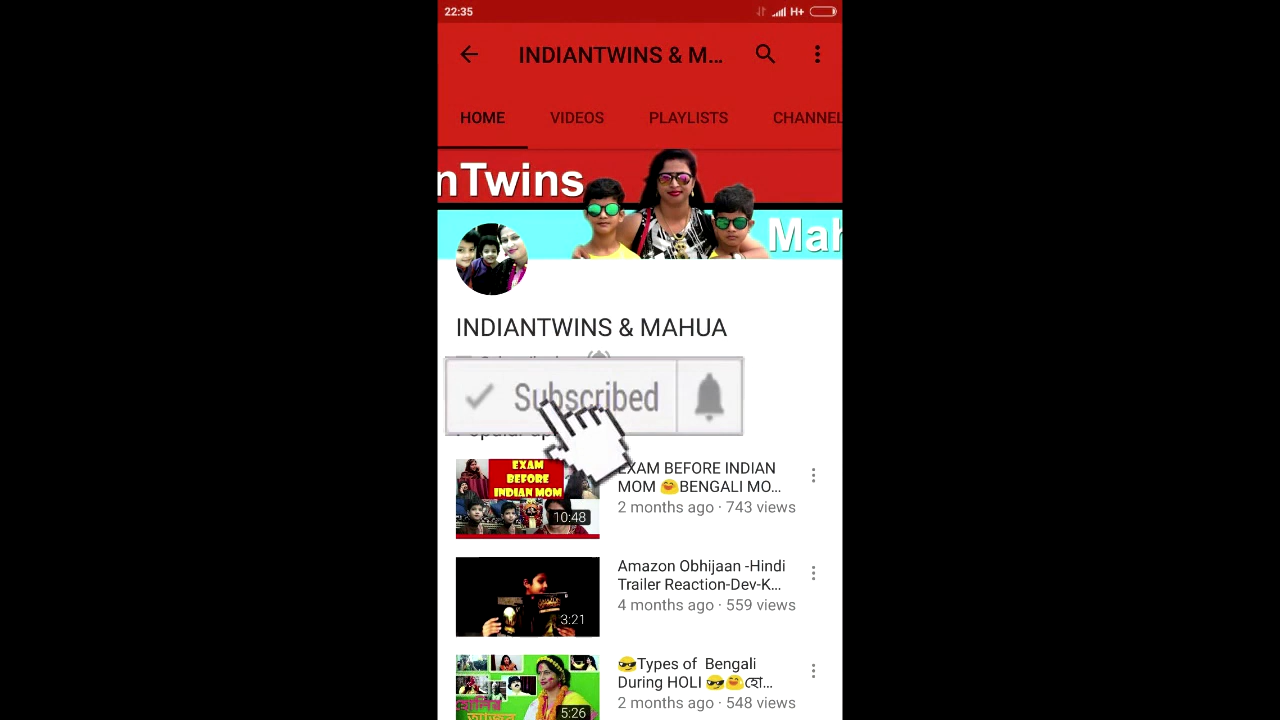 22:35
H+
INDIANTWINS & M...
HOME VIDEOS PLAYLISTS CHANNEL
nTwins
Mah
INDIANTWINS & MAHUA
Subscribed
EXAM
BEFORE
INDIAN MOM
10:48
EXAM BEFORE INDIAN
MOM 😄BENGALI MO...
2 months ago · 743 views
3:21
Amazon Obhijaan -Hindi
Trailer Reaction-Dev-K...
4 months ago · 559 views
5:26
😎Types of Bengali
During HOLI 😎😄হো...
2 months ago · 548 views